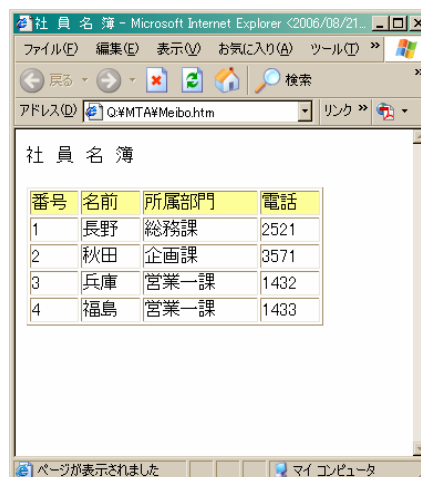 社 員 名 簿 - Microsoft Internet Explorer <2006/08/21...
ファイル(F) 編集(E) 表示(V) お気に入り(A) ツール(T) »
戻る 検索 »
アドレス(D) Q:¥MTA¥Meibo.htm リンク »
社 員 名 簿
番号 名前 所属部門 電話
1 長野 総務課 2521
2 秋田 企画課 3571
3 兵庫 営業一課 1432
4 福島 営業一課 1433
ページが表示されました マイ コンピュータ